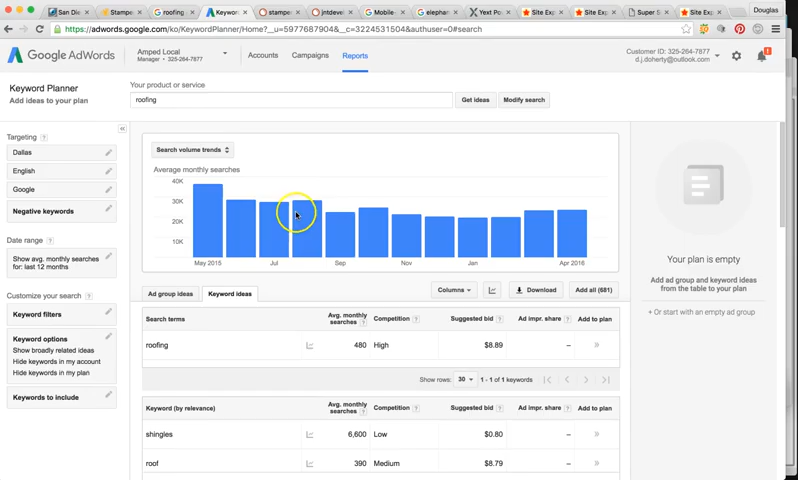 Douglas
San Die
Stampe
roofing
Keywor
stampe
jntdeve
Mobile-
elephan
Yext Po
Site Exp
Site Exp
Super S
Site Exp
https://adwords.google.com/ko/KeywordPlanner/Home?__u=5977687904&__c=3224531504&authuser=0#search
Google AdWords
Amped Local
Manager • 325-264-7877
Accounts
Campaigns
Reports
Customer ID: 325-264-7877
d.j.doherty@outlook.com
Keyword Planner
Add ideas to your plan
Your product or service
roofing
Get ideas
Modify search
Targeting
Dallas
English
Google
Negative keywords
Date range
Show avg. monthly searches
for: last 12 months
Customize your search
Keyword filters
Keyword options
Show broadly related ideas
Hide keywords in my account
Hide keywords in my plan
Keywords to include
Search volume trends
Average monthly searches
40K
30K
20K
10K
May 2015
Jul
Sep
Nov
Jan
Apr 2016
Ad group ideas
Keyword ideas
Columns
Download
Add all (681)
Search terms
Avg. monthly searches
Competition
Suggested bid
Ad impr. share
Add to plan
roofing
480
High
$8.89
–
»
Show rows: 30
1 - 1 of 1 keywords
Keyword (by relevance)
Avg. monthly searches
Competition
Suggested bid
Ad impr. share
Add to plan
shingles
6,600
Low
$0.80
–
»
roof
390
Medium
$8.79
–
»
Your plan is empty
Add ad group and keyword ideas
from the table to your plan
+ Or start with an empty ad group